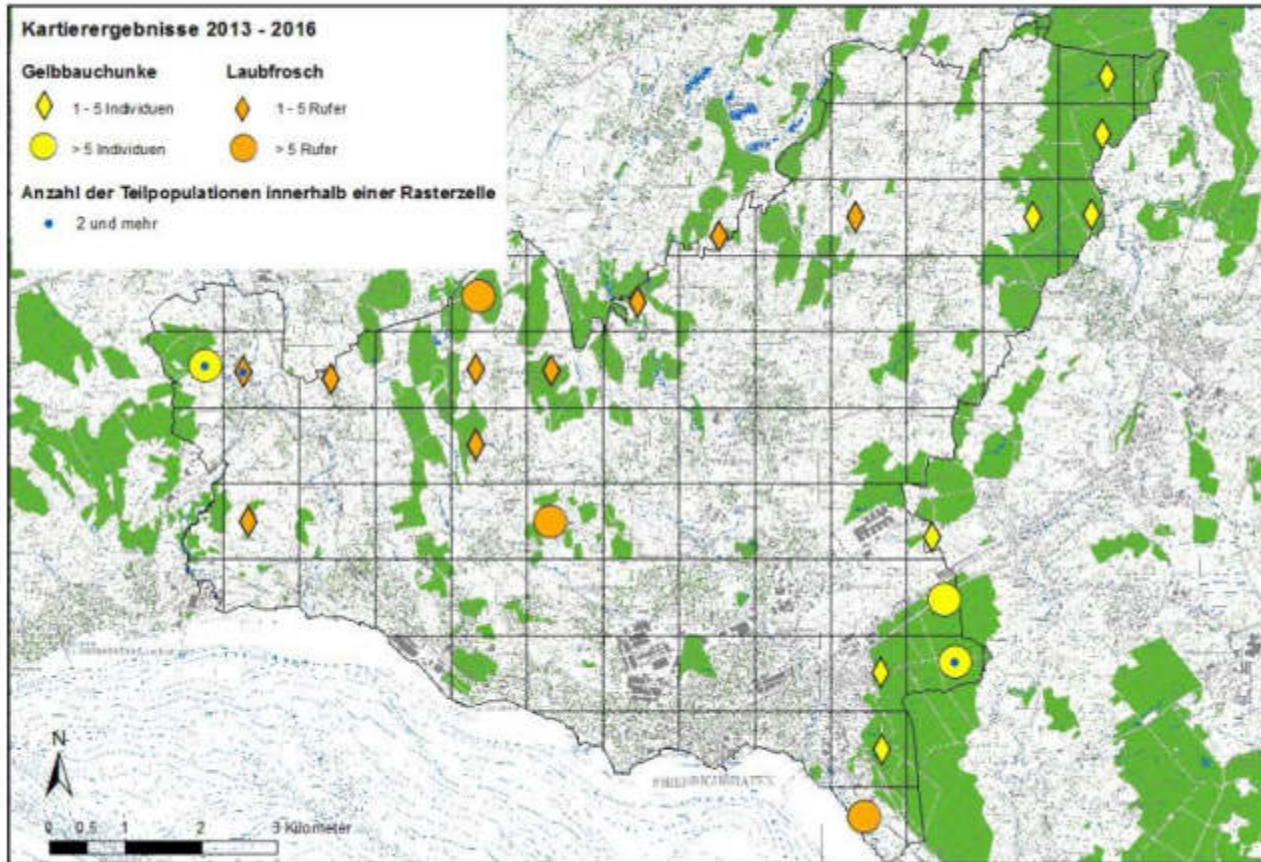 Kartierergebnisse 2013 - 2016
Gelbbauchunke
Laubfrosch
1 - 5 Individuen
1 - 5 Rufer
> 5 Individuen
> 5 Rufer
Anzahl der Teilpopulationen innerhalb einer Rasterzelle
2 und mehr
N
0 0.5 1 2 3 Kilometer